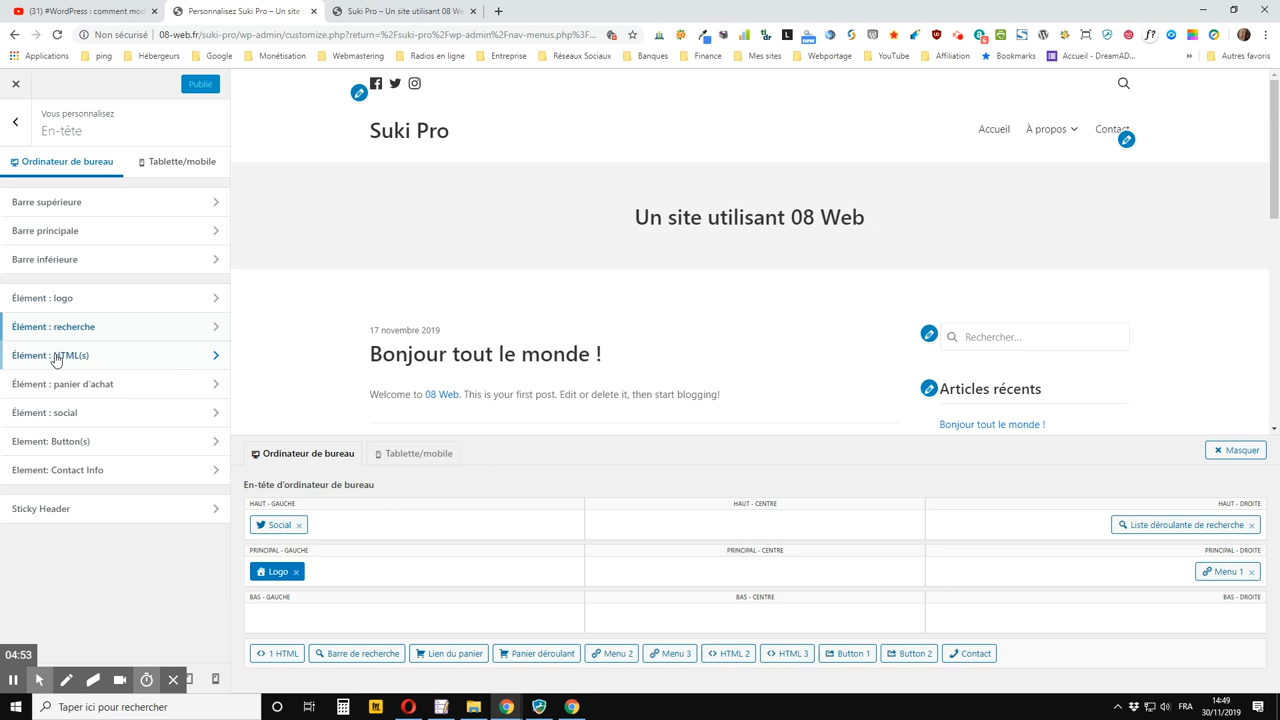 (31) #WordPress : comment mod
Personnalisez Suki Pro – Un site
Suki Pro – Un site utilisant 08 We
Non sécurisé
08-web.fr/suki-pro/wp-admin/customize.php?return=%2Fsuki-pro%2Fwp-admin%2Fnav-menus.php%3F...
Applications
ping
Hébergeurs
Google
Monétisation
Webmastering
Radios en ligne
Entreprise
Réseaux Sociaux
Banques
Finance
Mes sites
Webportage
YouTube
Affiliation
Bookmarks
Accueil - DreamAD...
»
Autres favoris
Publié
Vous personnalisez
En-tête
Ordinateur de bureau
Tablette/mobile
Barre supérieure
Barre principale
Barre inférieure
Élément : logo
Élément : recherche
Élément : HTML(s)
Élément : panier d'achat
Élément : social
Element: Button(s)
Element: Contact Info
Sticky Header
Suki Pro
Accueil
À propos
Contact
Un site utilisant 08 Web
17 novembre 2019
Bonjour tout le monde !
Welcome to 08 Web. This is your first post. Edit or delete it, then start blogging!
Rechercher...
Articles récents
Bonjour tout le monde !
Ordinateur de bureau
Tablette/mobile
Masquer
En-tête d'ordinateur de bureau
HAUT - GAUCHE
HAUT - CENTRE
HAUT - DROITE
Social
Liste déroulante de recherche
PRINCIPAL - GAUCHE
PRINCIPAL - CENTRE
PRINCIPAL - DROITE
Logo
Menu 1
BAS - GAUCHE
BAS - CENTRE
BAS - DROITE
1 HTML
Barre de recherche
Lien du panier
Panier déroulant
Menu 2
Menu 3
HTML 2
HTML 3
Button 1
Button 2
Contact
04:53
Taper ici pour rechercher
FRA
14:49
30/11/2019